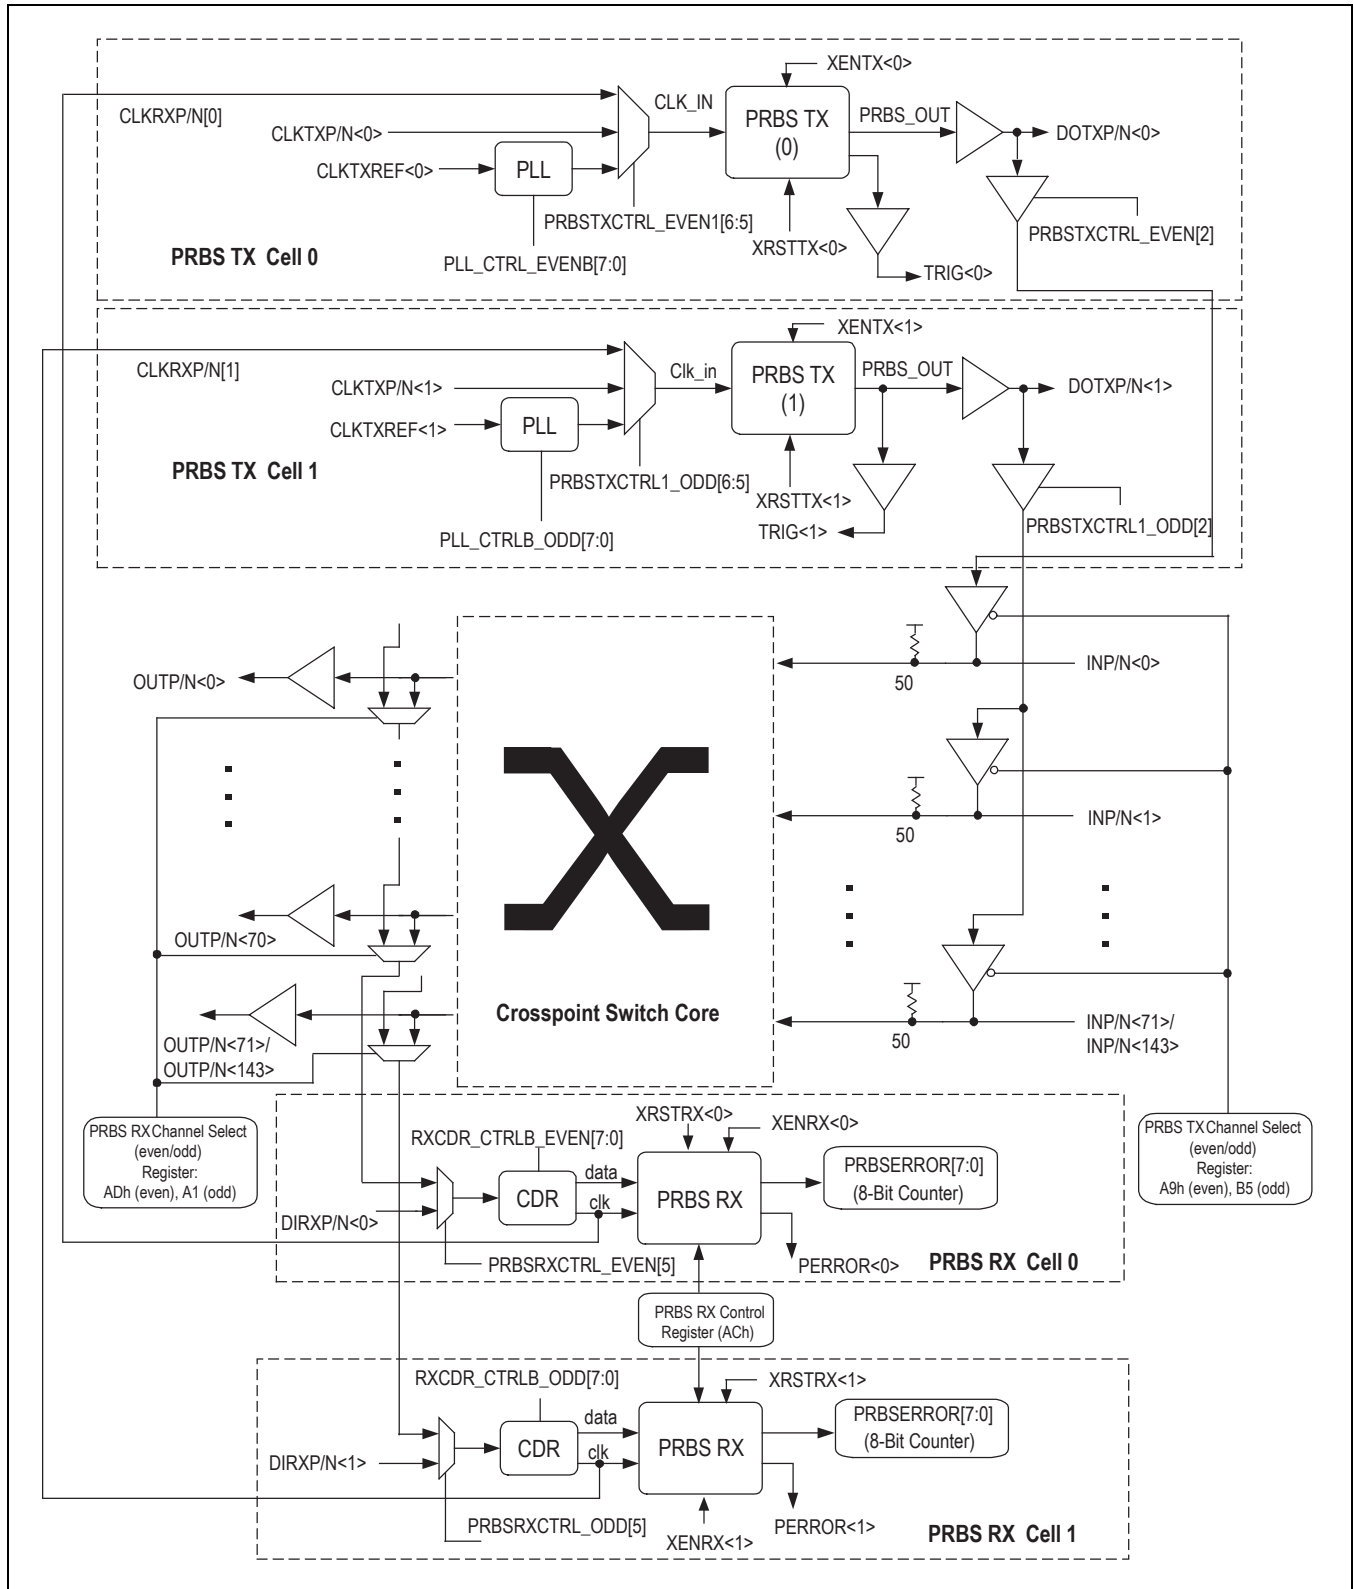 XENTX<0>
CLKRXP/N[0]
CLK_IN
PRBS TX
(0)
PRBS_OUT
CLKTXP/N<0>
DOTXP/N<0>
CLKTXREF<0>
PLL
PRBSTXCTRL_EVEN1[6:5]
PRBSTXCTRL_EVEN[2]
XRSTTX<0>
PRBS TX Cell 0
PLL_CTRL_EVENB[7:0]
TRIG<0>
XENTX<1>
CLKRXP/N[1]
Clk_in
PRBS TX
(1)
PRBS_OUT
CLKTXP/N<1>
DOTXP/N<1>
CLKTXREF<1>
PLL
PRBS TX Cell 1
PRBSTXCTRL1_ODD[6:5]
XRSTTX<1>
PRBSTXCTRL1_ODD[2]
TRIG<1>
PLL_CTRLB_ODD[7:0]
OUTP/N<0>
50
INP/N<0>
50
INP/N<1>
OUTP/N<70>
Crosspoint Switch Core
OUTP/N<71>/
OUTP/N<143>
50
INP/N<71>/
INP/N<143>
PRBS RX Channel Select
(even/odd)
Register:
ADh (even), A1 (odd)
PRBS TX Channel Select
(even/odd)
Register:
A9h (even), B5 (odd)
XRSTRX<0>
XENRX<0>
RXCDR_CTRLB_EVEN[7:0]
data
CDR
clk
PRBS RX
PRBSERROR[7:0]
(8-Bit Counter)
DIRXP/N<0>
PRBSRXCTRL_EVEN[5]
PERROR<0>
PRBS RX Cell 0
PRBS RX Control
Register (ACh)
RXCDR_CTRLB_ODD[7:0]
XRSTRX<1>
data
CDR
clk
PRBS RX
PRBSERROR[7:0]
(8-Bit Counter)
DIRXP/N<1>
PRBSRXCTRL_ODD[5]
XENRX<1>
PERROR<1>
PRBS RX Cell 1